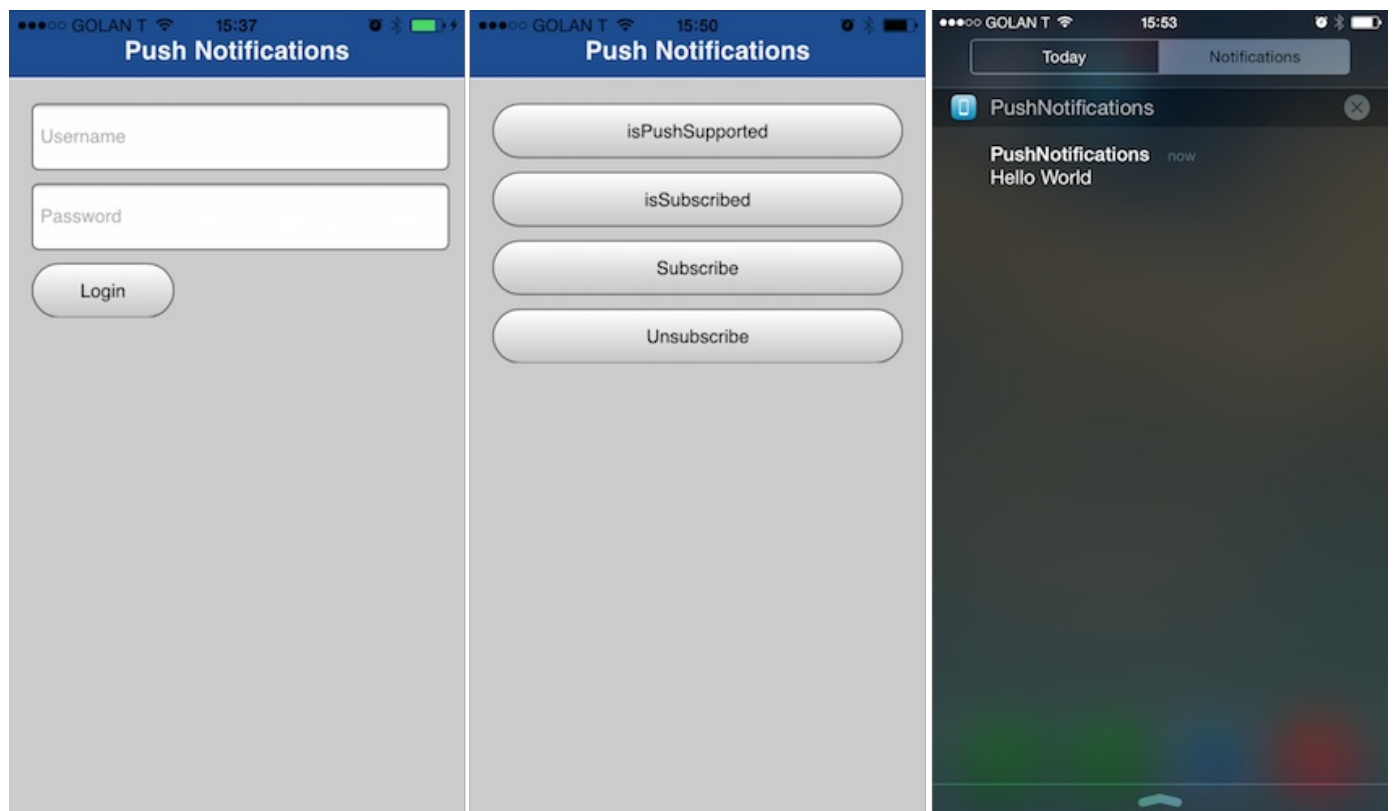 GOLAN T 15:37
Push Notifications
Username
Password
Login
GOLAN T 15:50
Push Notifications
isPushSupported
isSubscribed
Subscribe
Unsubscribe
GOLAN T 15:53
Today Notifications
PushNotifications
PushNotifications now
Hello World